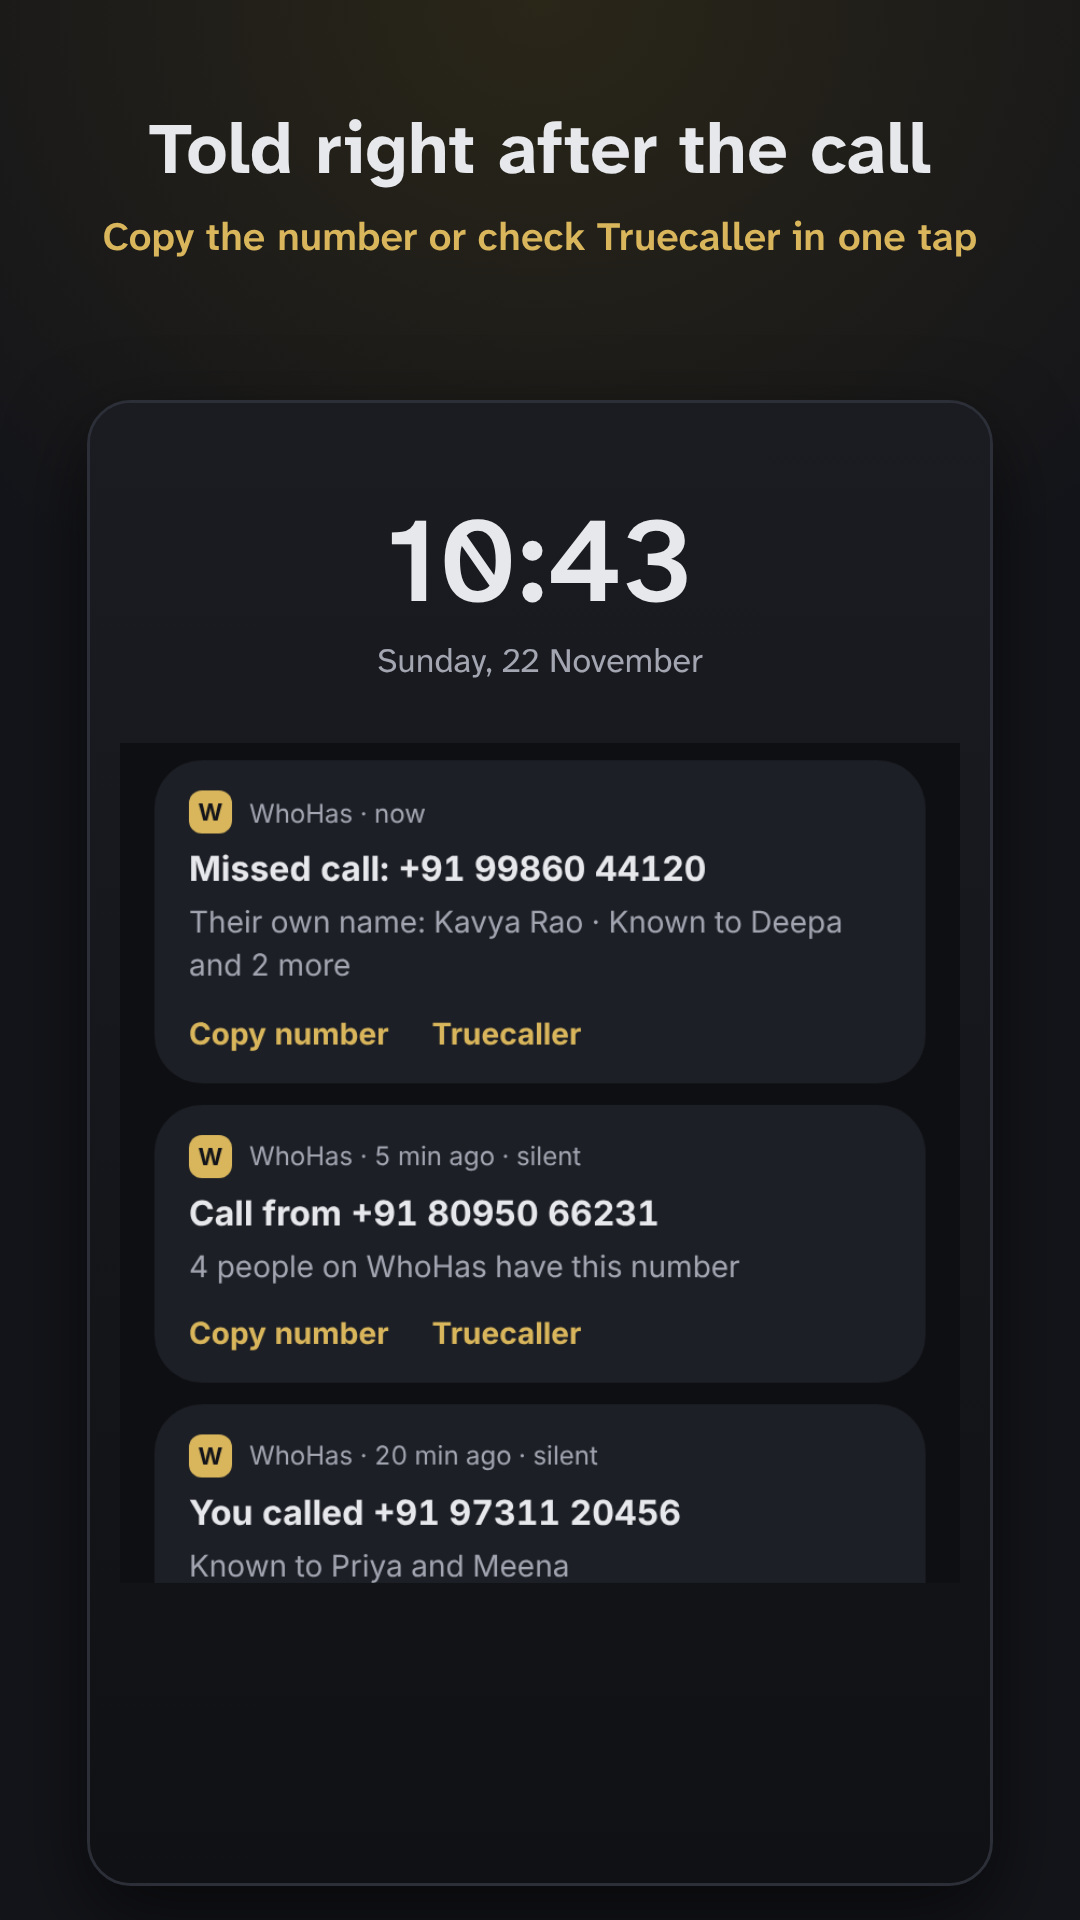 Told right after the call
Copy the number or check Truecaller in one tap
10:43
Sunday, 22 November
W WhoHas · now
Missed call: +91 99860 44120
Their own name: Kavya Rao · Known to Deepa
and 2 more
Copy number Truecaller
W WhoHas · 5 min ago · silent
Call from +91 80950 66231
4 people on WhoHas have this number
Copy number Truecaller
W WhoHas · 20 min ago · silent
You called +91 97311 20456
Known to Priya and Meena